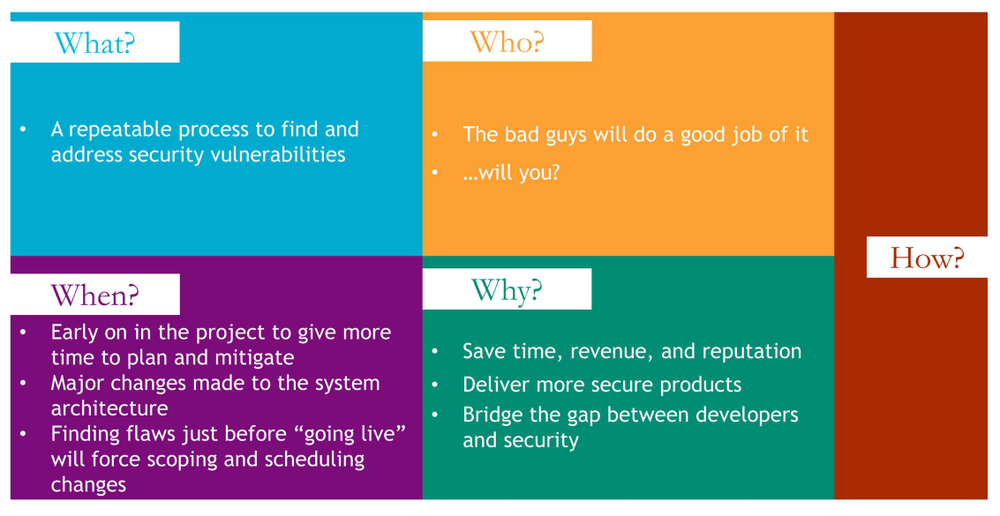 What?
• A repeatable process to find and
address security vulnerabilities
Who?
• The bad guys will do a good job of it
• …will you?
When?
• Early on in the project to give more
time to plan and mitigate
• Major changes made to the system
architecture
• Finding flaws just before “going live”
will force scoping and scheduling
changes
Why?
• Save time, revenue, and reputation
• Deliver more secure products
• Bridge the gap between developers
and security
How?